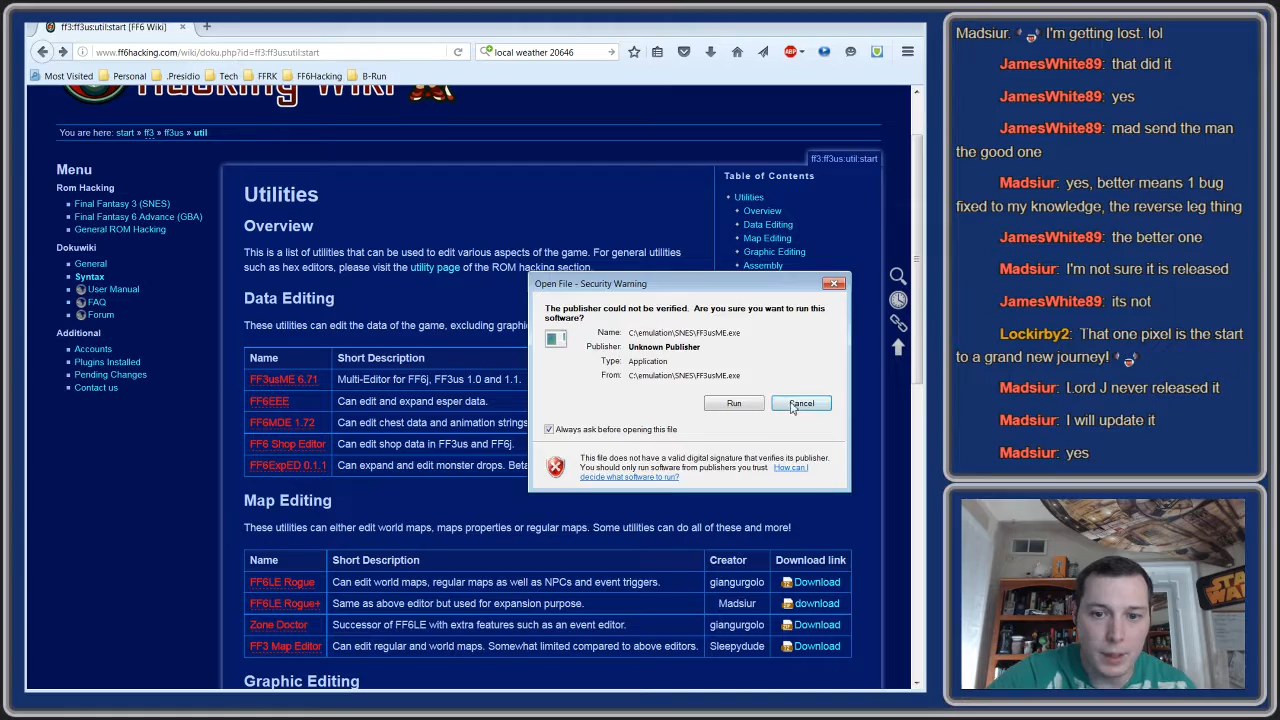 ff3:ff3us:util:start [FF6 Wiki]
www.ff6hacking.com/wiki/doku.php?id=ff3:ff3us:util:start
local weather 20646
ABP
Most Visited Personal .Presidio Tech FFRK FF6Hacking B-Run
Hacking Wiki
You are here: start » ff3 » ff3us » util
ff3:ff3us:util:start
Menu
Rom Hacking
Final Fantasy 3 (SNES)
Final Fantasy 6 Advance (GBA)
General ROM Hacking
Dokuwiki
General
Syntax
User Manual
FAQ
Forum
Additional
Accounts
Plugins Installed
Pending Changes
Contact us
Utilities
Overview
This is a list of utilities that can be used to edit various aspects of the game. For general utilities
such as hex editors, please visit the utility page of the ROM hacking section.
Data Editing
These utilities can edit the data of the game, excluding graphi
Name Short Description
FF3usME 6.71 Multi-Editor for FF6j, FF3us 1.0 and 1.1.
FF6EEE Can edit and expand esper data.
FF6MDE 1.72 Can edit chest data and animation strings
FF6 Shop Editor Can edit shop data in FF3us and FF6j.
FF6ExpED 0.1.1 Can expand and edit monster drops. Beta
Map Editing
These utilities can either edit world maps, maps properties or regular maps. Some utilities can do all of these and more!
Name Short Description Creator Download link
FF6LE Rogue Can edit world maps, regular maps as well as NPCs and event triggers. giangurgolo Download
FF6LE Rogue+ Same as above editor but used for expansion purpose. Madsiur download
Zone Doctor Successor of FF6LE with extra features such as an event editor. giangurgolo Download
FF3 Map Editor Can edit regular and world maps. Somewhat limited compared to above editors. Sleepydude Download
Graphic Editing
Table of Contents
Utilities
Overview
Data Editing
Map Editing
Graphic Editing
Assembly
Open File - Security Warning
The publisher could not be verified. Are you sure you want to run this
software?
Name: C:\emulation\SNES\FF3usME.exe
Publisher: Unknown Publisher
Type: Application
From: C:\emulation\SNES\FF3usME.exe
Run Cancel
Always ask before opening this file
This file does not have a valid digital signature that verifies its publisher.
You should only run software from publishers you trust. How can I
decide what software to run?
Madsiur. I'm getting lost. lol
JamesWhite89: that did it
JamesWhite89: yes
JamesWhite89: mad send the man
the good one
Madsiur: yes, better means 1 bug
fixed to my knowledge, the reverse leg thing
JamesWhite89: the better one
Madsiur: I'm not sure it is released
JamesWhite89: its not
Lockirby2: That one pixel is the start
to a grand new journey!
Madsiur: Lord J never released it
Madsiur: I will update it
Madsiur: yes
STAR
WARS